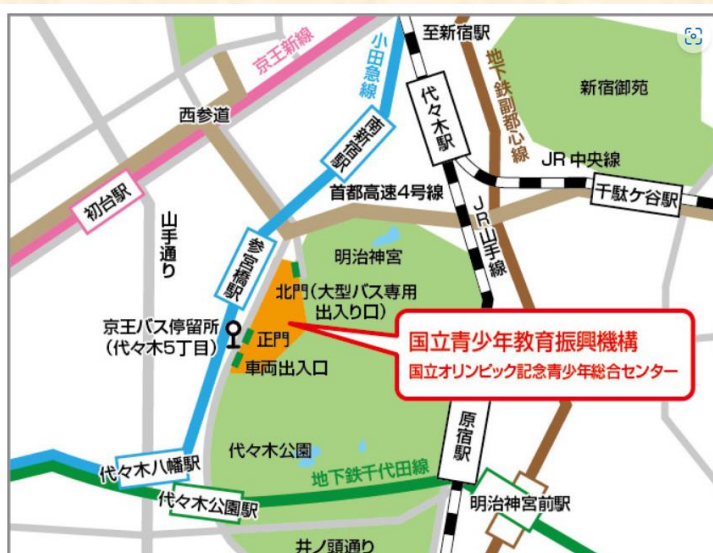 至新宿駅
京王新線
小田急線
地下鉄副都心線
新宿御苑
西参道
南新宿駅
代々木駅
JR中央線
千駄ケ谷駅
初台駅
首都高速4号線
JR山手線
山手通り
参宮橋駅
明治神宮
北門(大型バス専用
出入り口)
京王バス停留所
(代々木5丁目)
正門
車両出入口
国立青少年教育振興機構
国立オリンピック記念青少年総合センター
原宿駅
代々木公園
代々木八幡駅
地下鉄千代田線
代々木公園駅
明治神宮前駅
井ノ頭通り